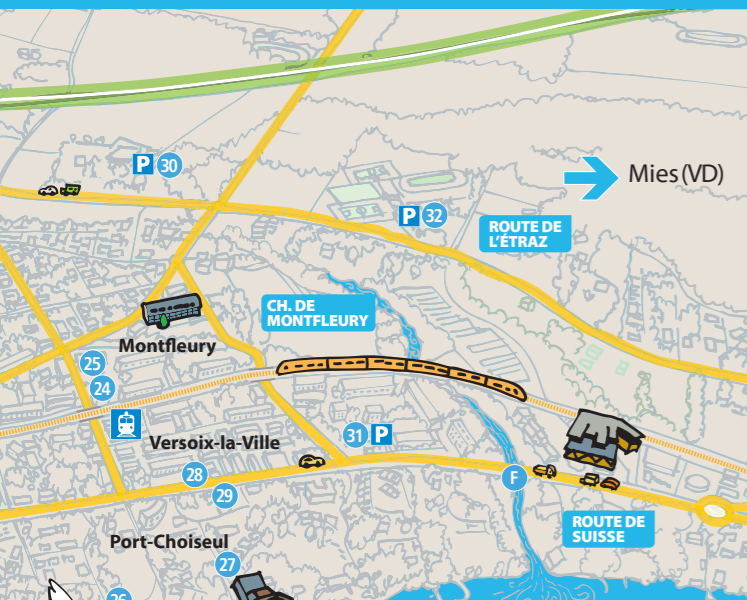 P 30
Mies (VD)
P 32
ROUTE DE
L'ÉTRAZ
CH. DE
MONTFLEURY
Montfleury
25
24
31 P
Versoix-la-Ville
28
29
F
ROUTE DE
SUISSE
Port-Choiseul
27
26